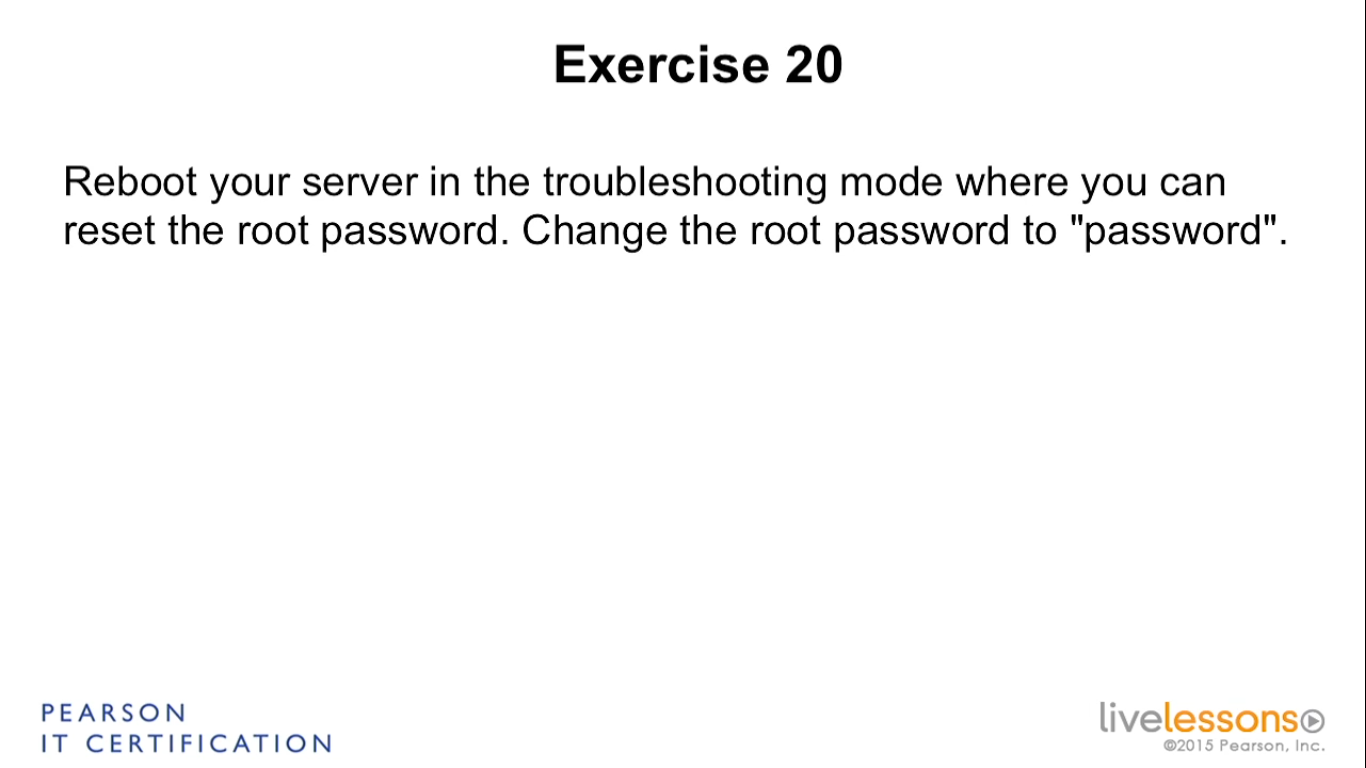 Exercise 20
Reboot your server in the troubleshooting mode where you can
reset the root password. Change the root password to "password".
PEARSON
IT CERTIFICATION
livelessons
©2015 Pearson, Inc.